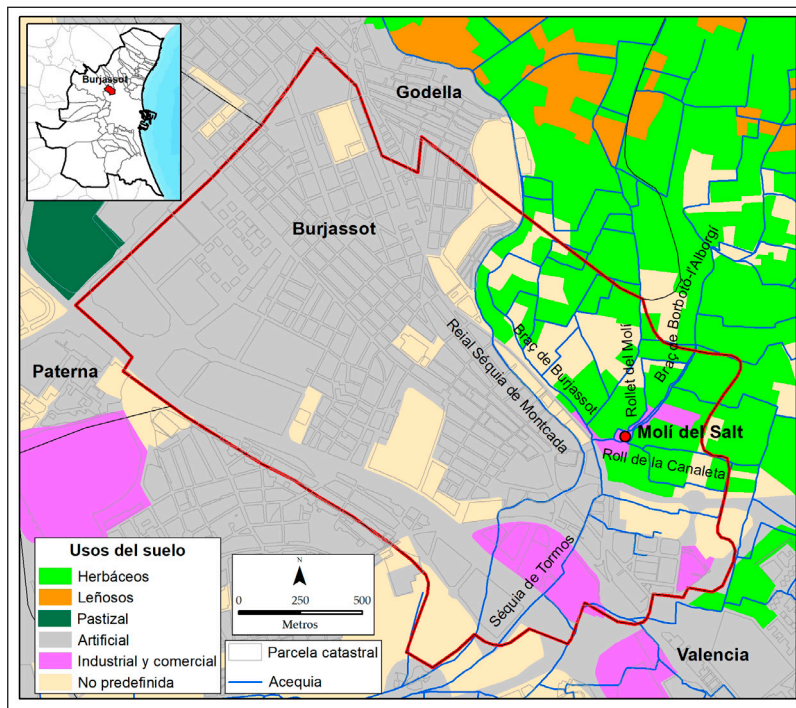 Burjassot
Godella
Burjassot
Paterna
Reial Séquia de Montcada
Braç de Burjassot
Rollet del Molí
Braç de Borbotó-l'Alborgí
Molí del Salt
Roll de la Canaleta
Séquia de Tormos
Valencia
Usos del suelo
Herbáceos
Leñosos
Pastizal
Artificial
Industrial y comercial
No predefinida
N
0 250 500
Metros
Parcela catastral
Acequia